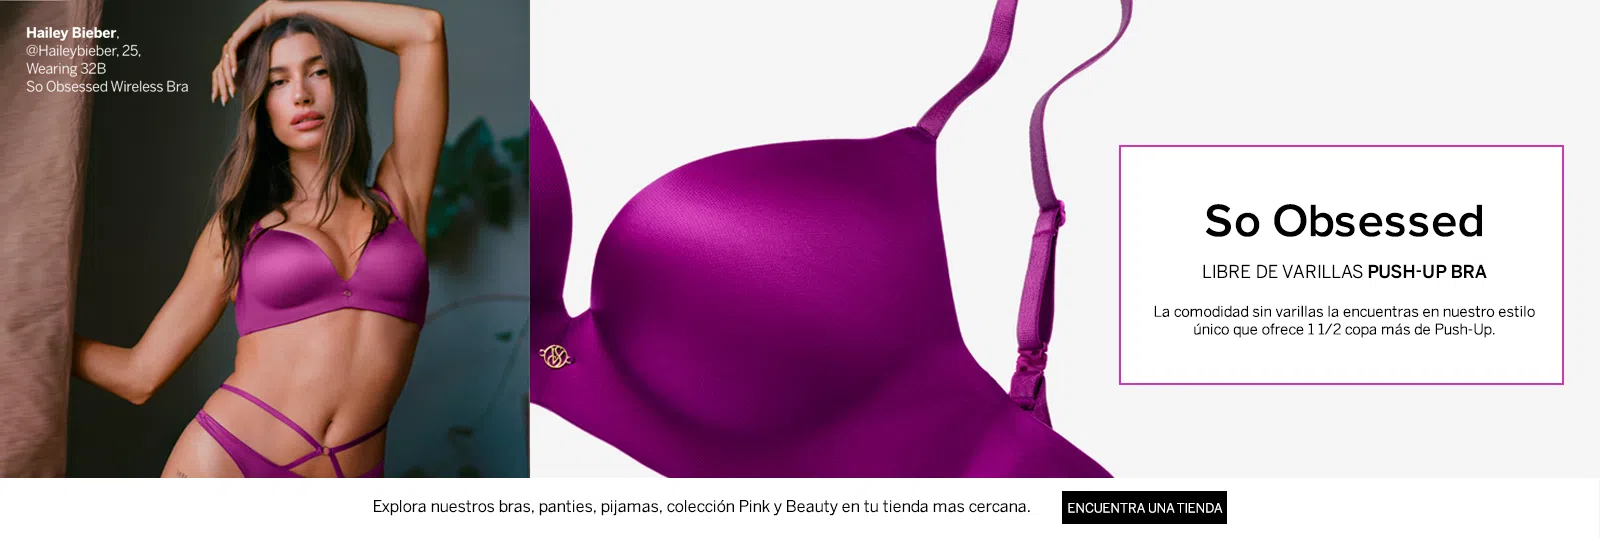 Hailey Bieber,
@Haileybieber, 25,
Wearing 32B
So Obsessed Wireless Bra
So Obsessed
LIBRE DE VARILLAS PUSH-UP BRA
La comodidad sin varillas la encuentras en nuestro estilo
único que ofrece 1 1/2 copa más de Push-Up.
Explora nuestros bras, panties, pijamas, colección Pink y Beauty en tu tienda mas cercana.
ENCUENTRA UNA TIENDA